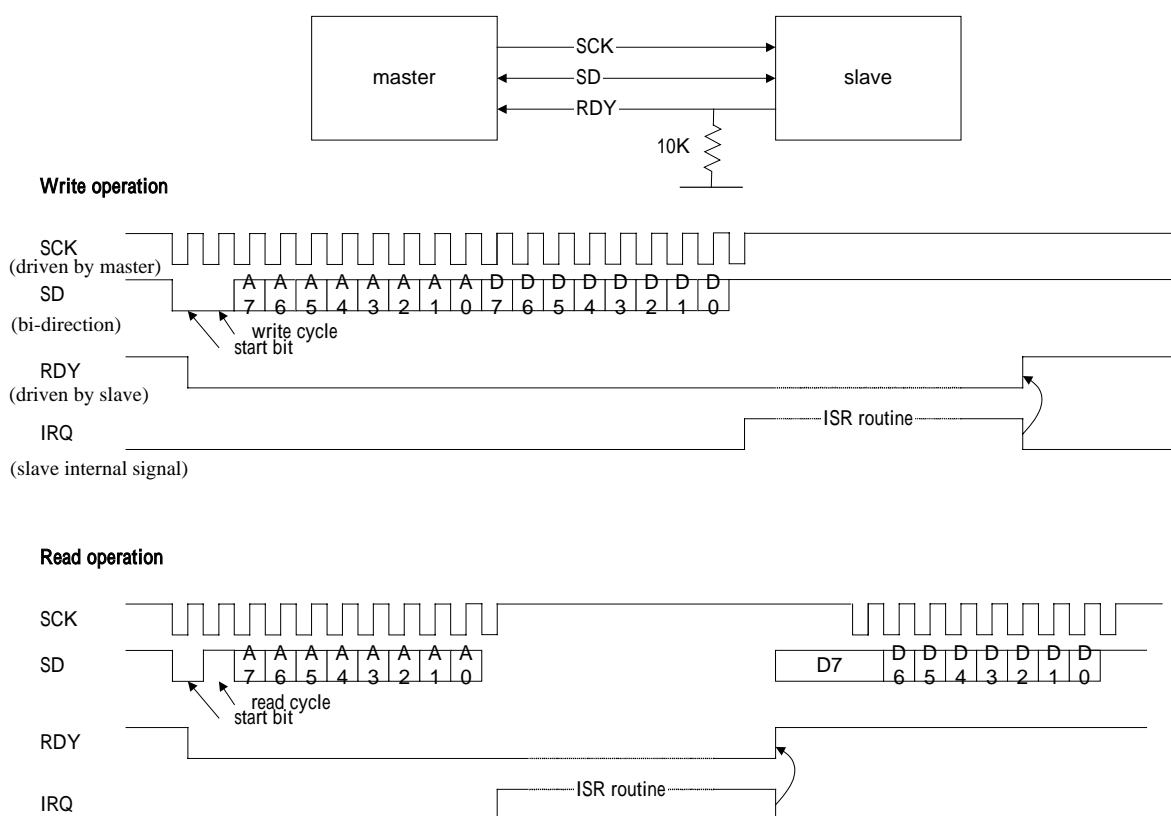 SCK
master
SD
slave
RDY
10K
Write operation
SCK
(driven by master)
A A A A A A A A D D D D D D D D
SD
7 6 5 4 3 2 1 0 7 6 5 4 3 2 1 0
(bi-direction)
write cycle
start bit
RDY
(driven by slave)
ISR routine
IRQ
(slave internal signal)
Read operation
SCK
A A A A A A A A D D D D D D D
SD
D7
7 6 5 4 3 2 1 0 6 5 4 3 2 1 0
read cycle
start bit
RDY
ISR routine
IRQ